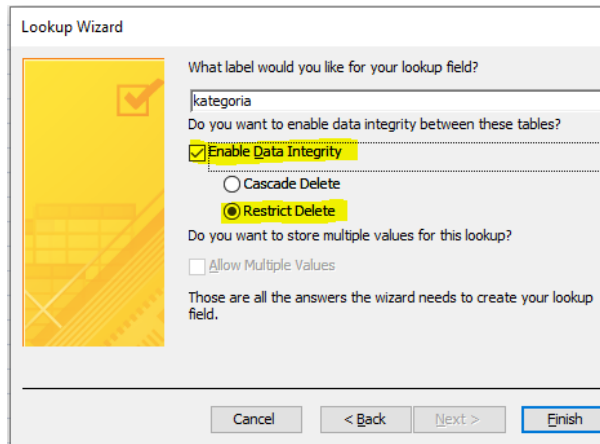 Lookup Wizard
What label would you like for your lookup field?
kategoria
Do you want to enable data integrity between these tables?
Enable Data Integrity
Cascade Delete
Restrict Delete
Do you want to store multiple values for this lookup?
Allow Multiple Values
Those are all the answers the wizard needs to create your lookup
field.
Cancel
< Back
Next >
Finish